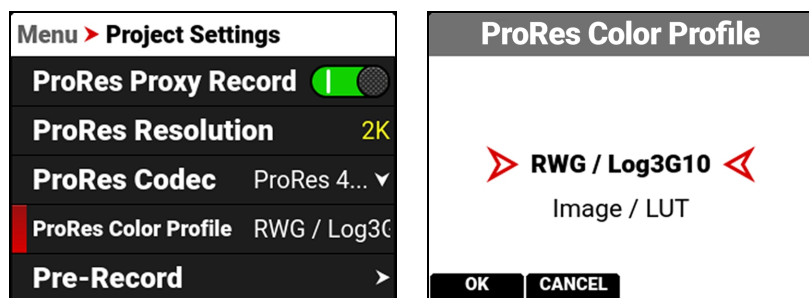 Menu > Project Settings
ProRes Proxy Record
ProRes Resolution 2K
ProRes Codec ProRes 4...
ProRes Color Profile RWG / Log3G
Pre-Record >
ProRes Color Profile
RWG / Log3G10
Image / LUT
OK CANCEL